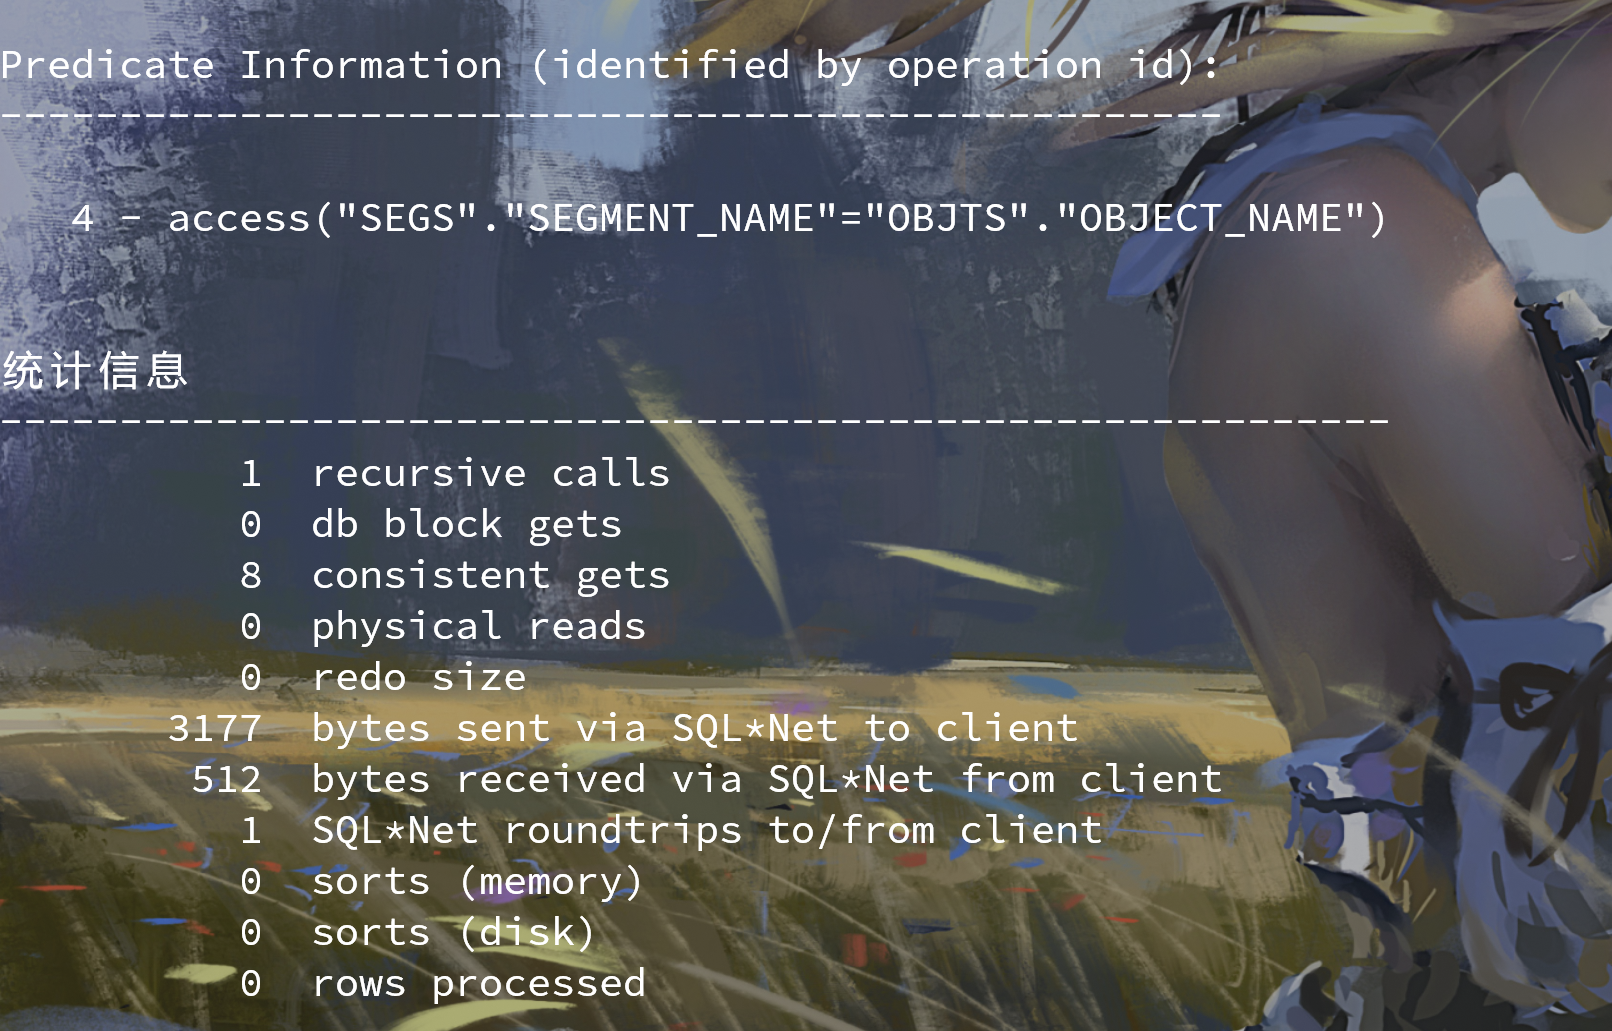 Predicate Information (identified by operation id):
---------------------------------------------------
4 - access("SEGS"."SEGMENT_NAME"="OBJTS"."OBJECT_NAME")
统计信息
----------------------------------------------------------
1 recursive calls
0 db block gets
8 consistent gets
0 physical reads
0 redo size
3177 bytes sent via SQL*Net to client
512 bytes received via SQL*Net from client
1 SQL*Net roundtrips to/from client
0 sorts (memory)
0 sorts (disk)
0 rows processed